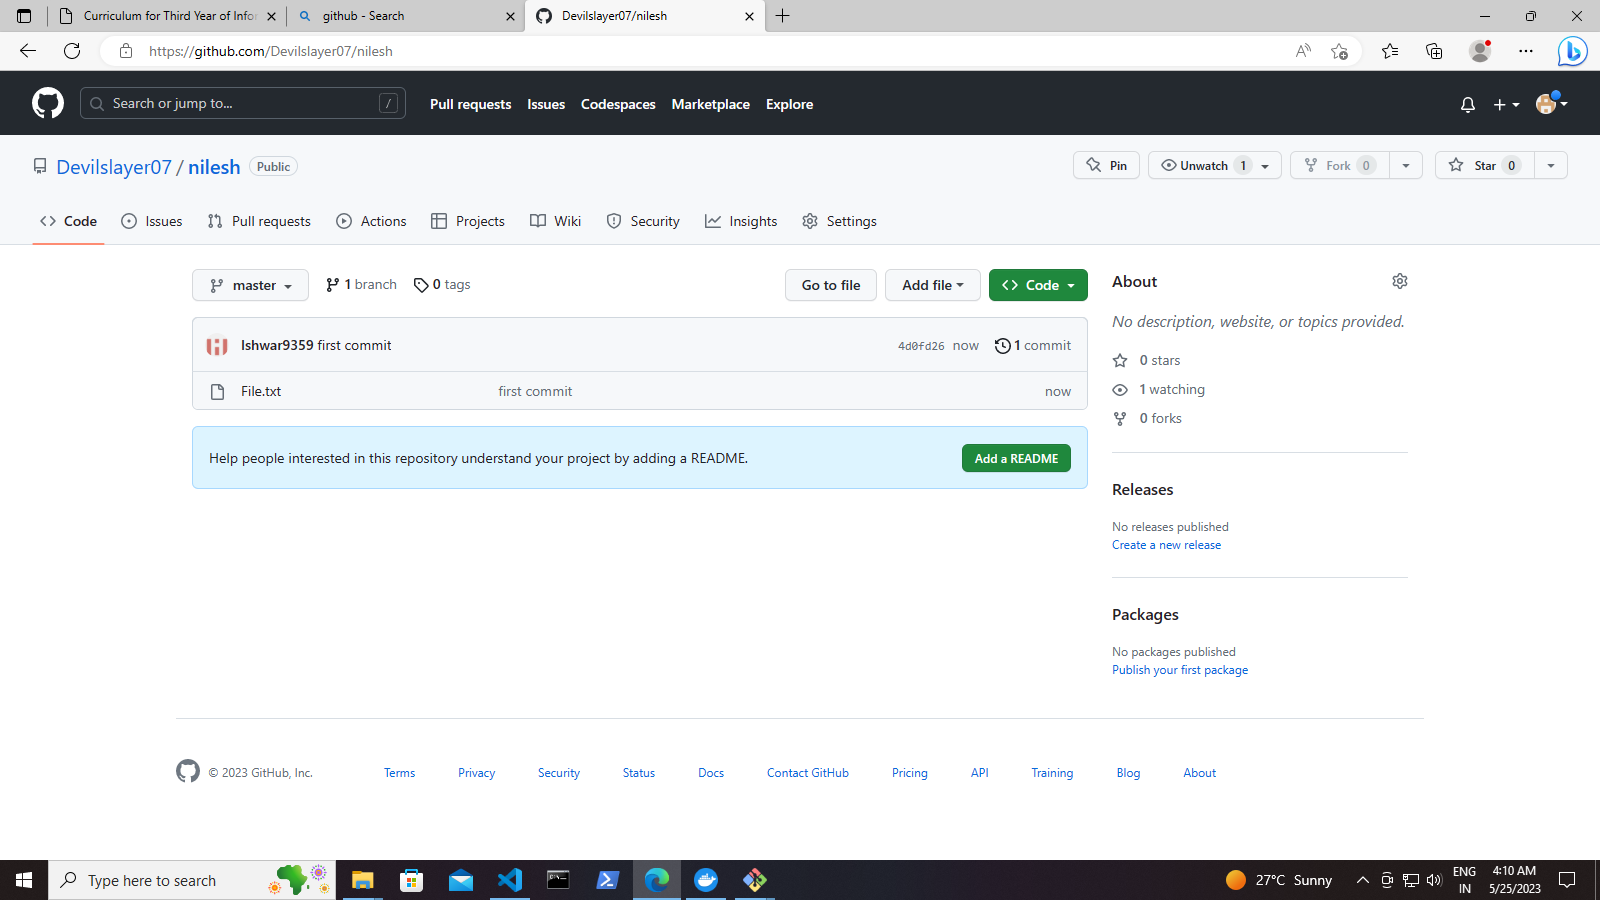 Curriculum for Third Year of Infor
github - Search
Devilslayer07/nilesh
https://github.com/Devilslayer07/nilesh
Search or jump to...
/
Pull requests
Issues
Codespaces
Marketplace
Explore
Devilslayer07 / nilesh
Public
Pin
Unwatch 1
Fork 0
Star 0
Code
Issues
Pull requests
Actions
Projects
Wiki
Security
Insights
Settings
master
1 branch
0 tags
Go to file
Add file
Code
About
No description, website, or topics provided.
Ishwar9359 first commit
4d0fd26 now
1 commit
File.txt
first commit
now
0 stars
1 watching
0 forks
Help people interested in this repository understand your project by adding a README.
Add a README
Releases
No releases published
Create a new release
Packages
No packages published
Publish your first package
© 2023 GitHub, Inc.
Terms
Privacy
Security
Status
Docs
Contact GitHub
Pricing
API
Training
Blog
About
Type here to search
27°C Sunny
ENG
IN
4:10 AM
5/25/2023